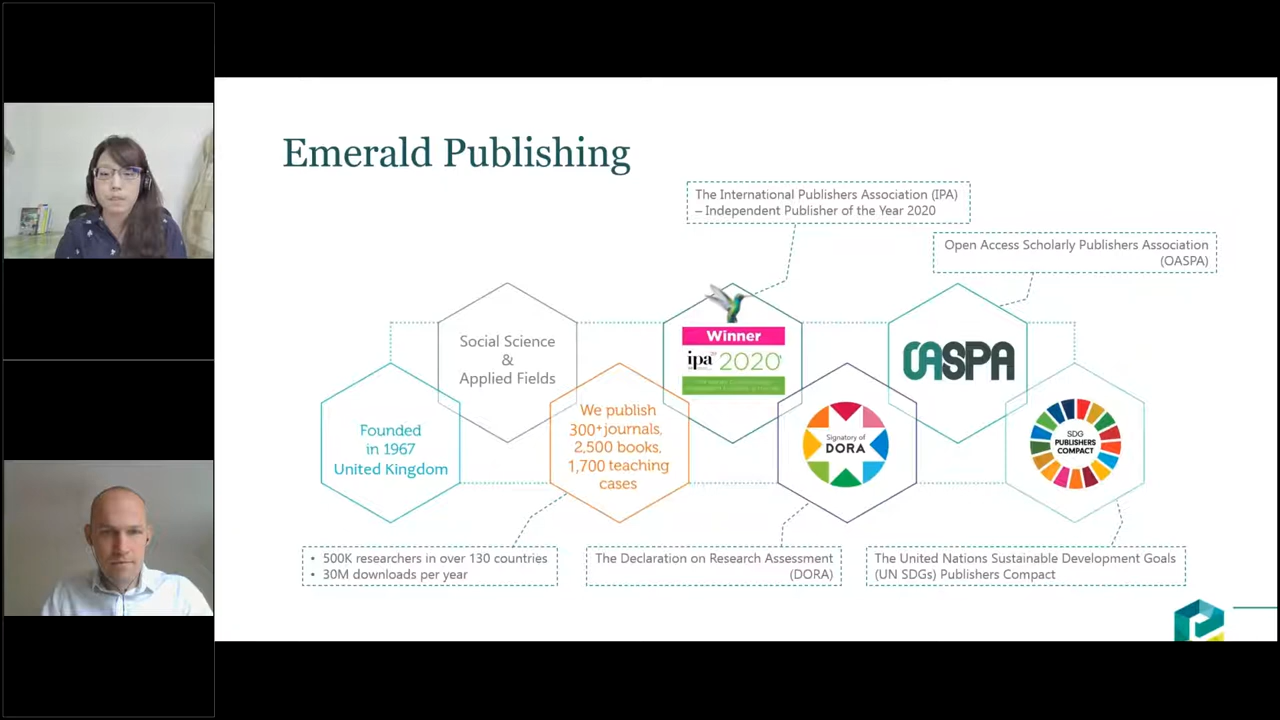 Emerald Publishing
The International Publishers Association (IPA)
– Independent Publisher of the Year 2020
Open Access Scholarly Publishers Association
(OASPA)
Social Science
&
Applied Fields
Winner
ipa
2020
OASPA
Founded
in 1967
United Kingdom
We publish
300+ journals,
2,500 books,
1,700 teaching
cases
Signatory of
DORA
SDG
PUBLISHERS
COMPACT
• 500K researchers in over 130 countries
• 30M downloads per year
The Declaration on Research Assessment
(DORA)
The United Nations Sustainable Development Goals
(UN SDGs) Publishers Compact